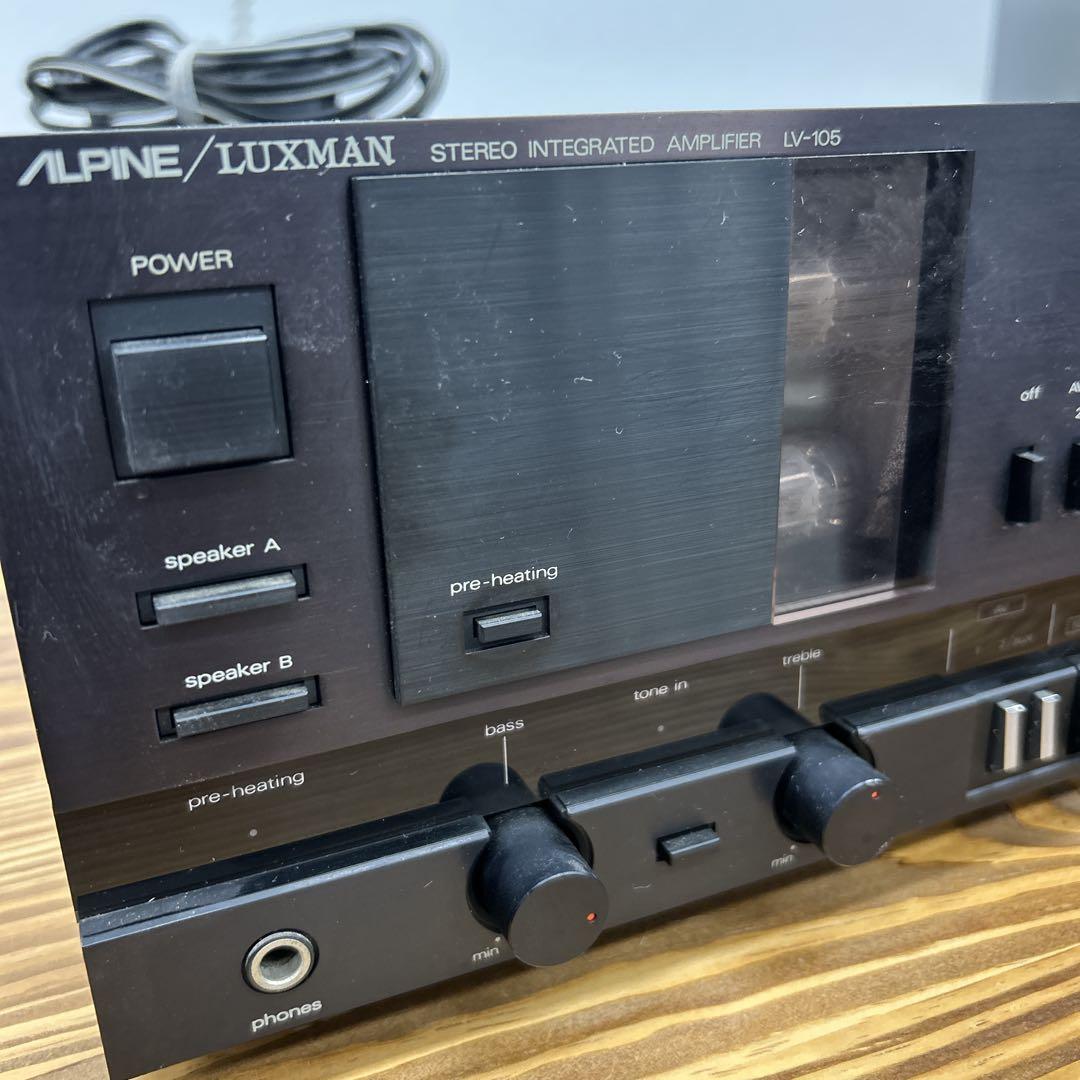 ALPINE/LUXMAN STEREO INTEGRATED AMPLIFIER LV-105
POWER
off
speaker A
pre-heating
speaker B
treble
tone in
bass
pre-heating
min
min
phones